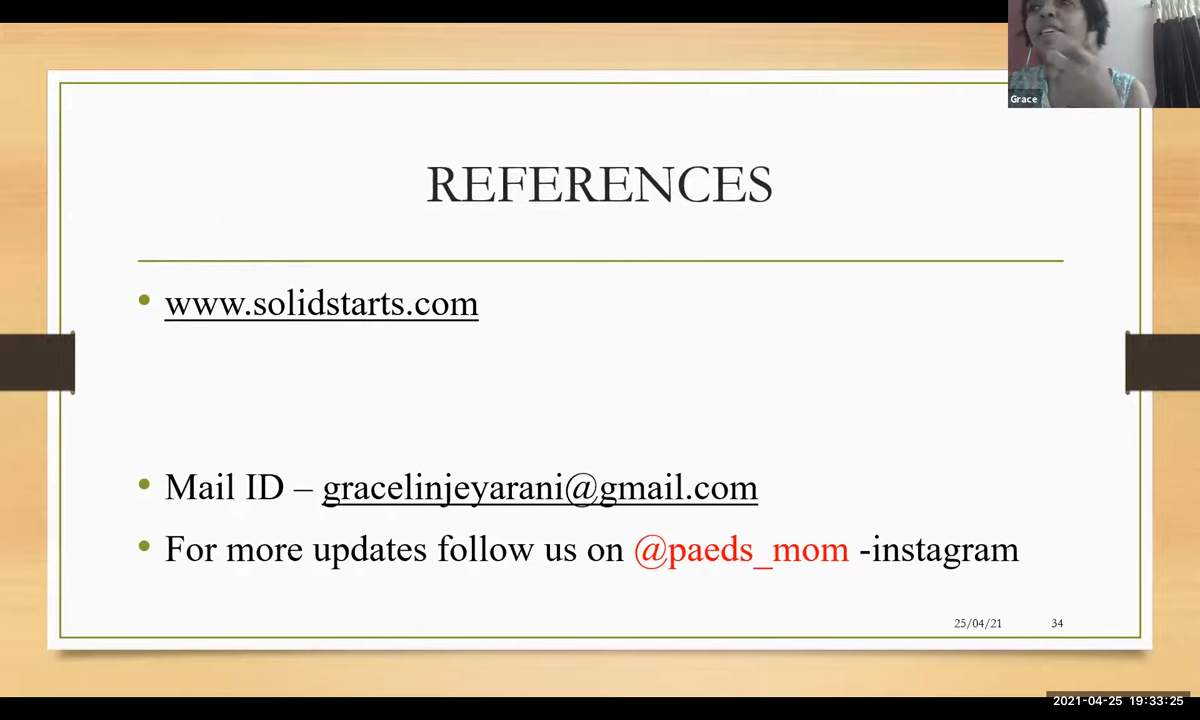 Grace
REFERENCES
www.solidstarts.com
Mail ID – gracelinjeyarani@gmail.com
For more updates follow us on @paeds_mom -instagram
25/04/21 34
2021-04-25 19:33:25